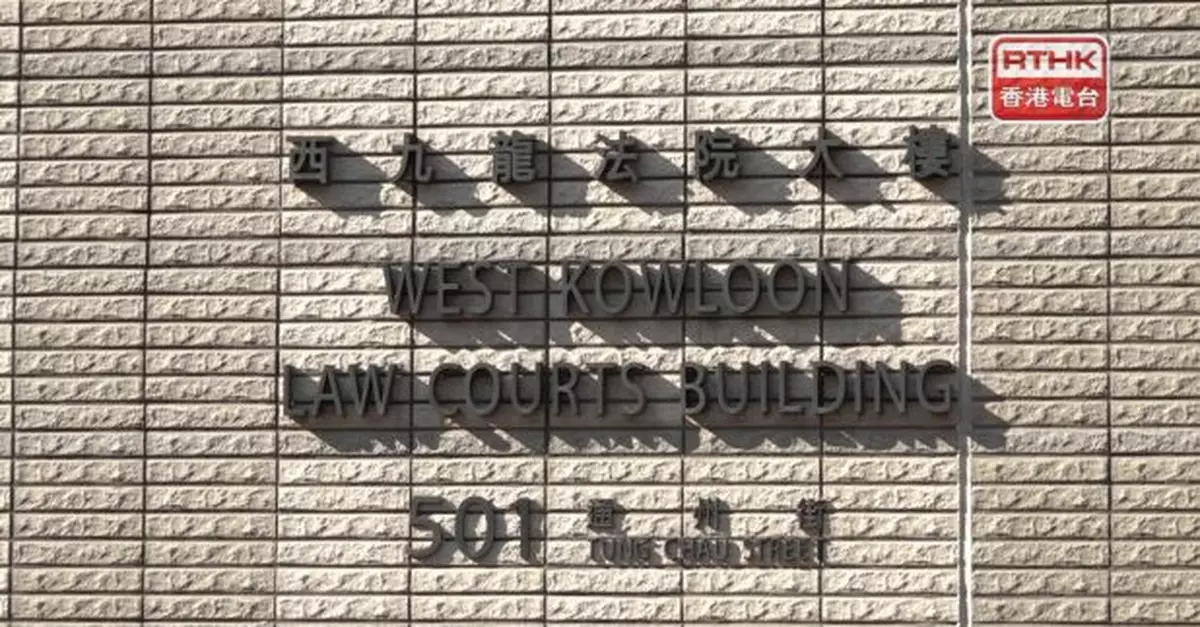 RTHK
香港電台
西九龍法院大樓
WEST KOWLOON
LAW COURTS BUILDING
501 通州街
TUNG CHAU STREET